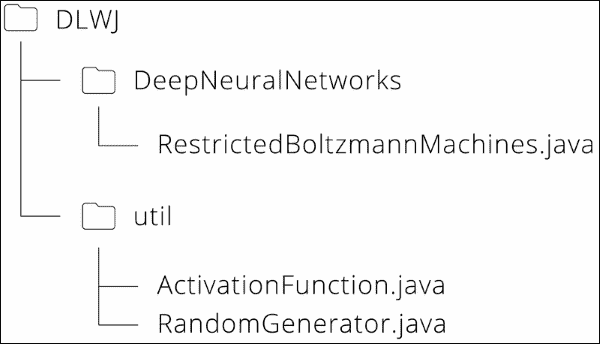 DLWJ
DeepNeuralNetworks
RestrictedBoltzmannMachines.java
util
ActivationFunction.java
RandomGenerator.java